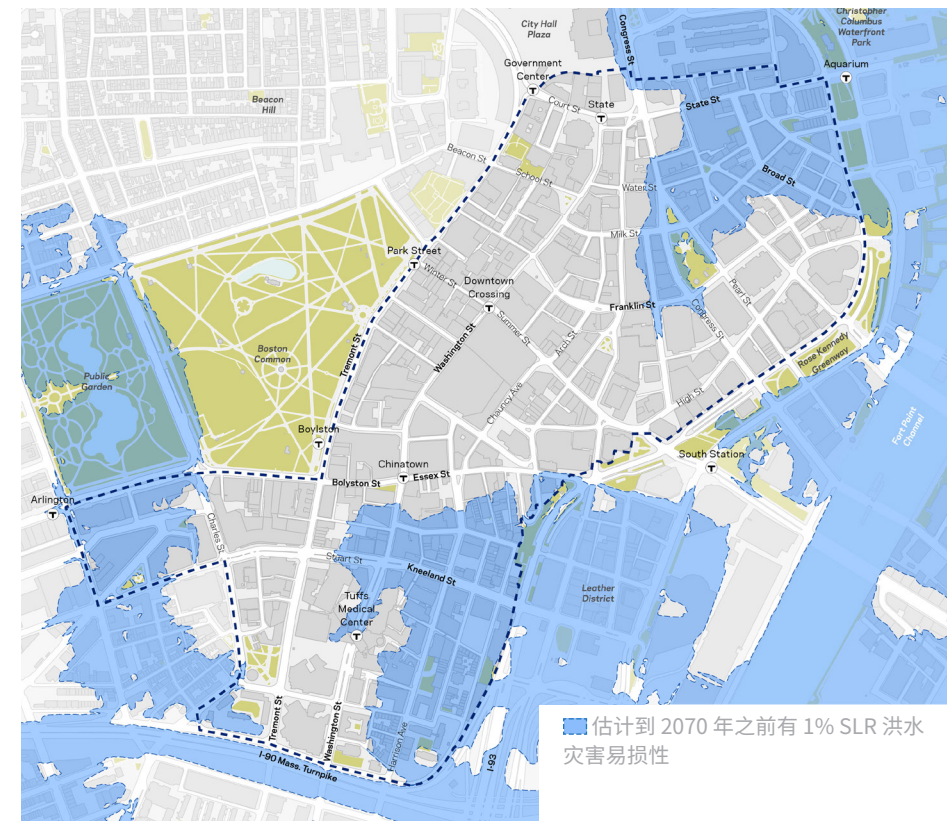 Christopher
Columbus
Waterfront
Park
City Hall
Plaza
Congress St
Government
Center
Aquarium
Court St
State
State St
Beacon
Hill
Beacon St
School St
Water St
Broad St
Milk St
Park Street
Winter St
Downtown
Crossing
Franklin St
Pearl St
Congress St
Summer St
Arch St
Washington St
Tremont St
Boston
Common
Public
Garden
Rose Kennedy
Greenway
Chauncy Ave
High St
Fort Point
Channel
Boylston
Chinatown
South Station
Bolyston St
Essex St
Arlington
Charles St
Stuart St
Kneeland St
Leather
District
Tufts
Medical
Center
Tremont St
Washington St
Harrison Ave
I-93
I-90 Mass. Turnpike
估计到 2070 年之前有 1% SLR 洪水
灾害易损性